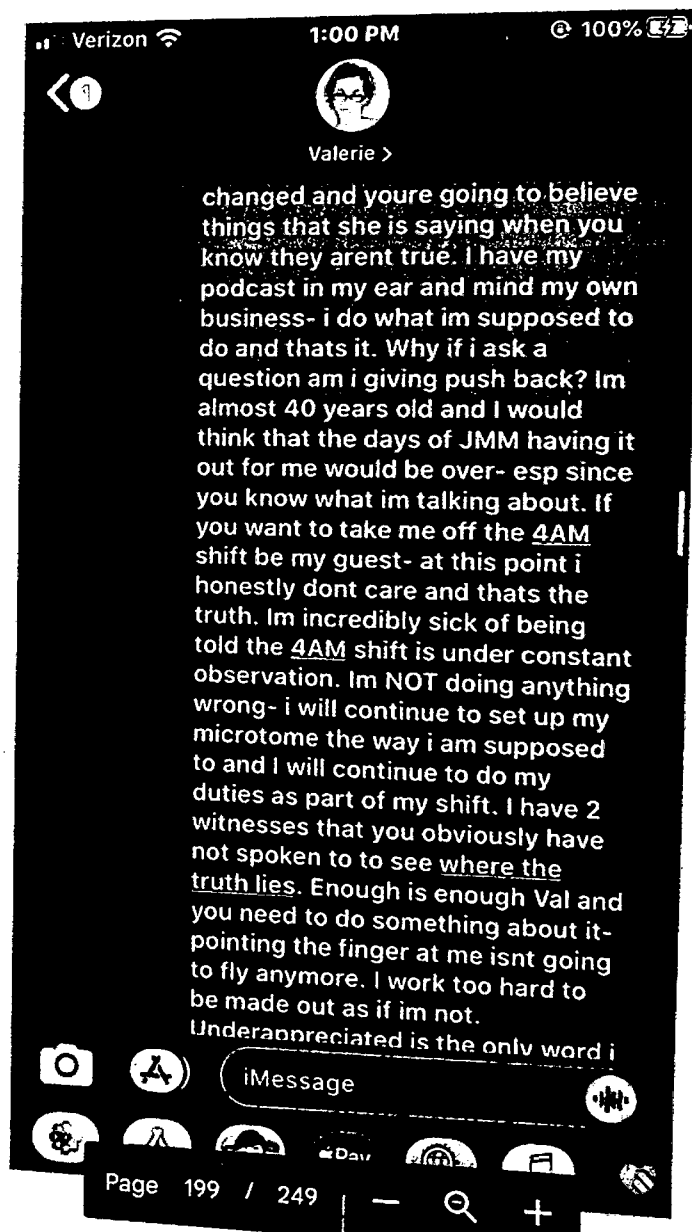 Verizon 1:00 PM 100%
1
Valerie >
changed and youre going to believe
things that she is saying when you
know they arent true. I have my
podcast in my ear and mind my own
business- i do what im supposed to
do and thats it. Why if i ask a
question am i giving push back? Im
almost 40 years old and I would
think that the days of JMM having it
out for me would be over- esp since
you know what im talking about. If
you want to take me off the 4AM
shift be my guest- at this point i
honestly dont care and thats the
truth. Im incredibly sick of being
told the 4AM shift is under constant
observation. Im NOT doing anything
wrong- i will continue to set up my
microtome the way i am supposed
to and I will continue to do my
duties as part of my shift. I have 2
witnesses that you obviously have
not spoken to to see where the
truth lies. Enough is enough Val and
you need to do something about it-
pointing the finger at me isnt going
to fly anymore. I work too hard to
be made out as if im not.
Underappreciated is the only word i
iMessage
Pay
Page 199 / 249 | − +